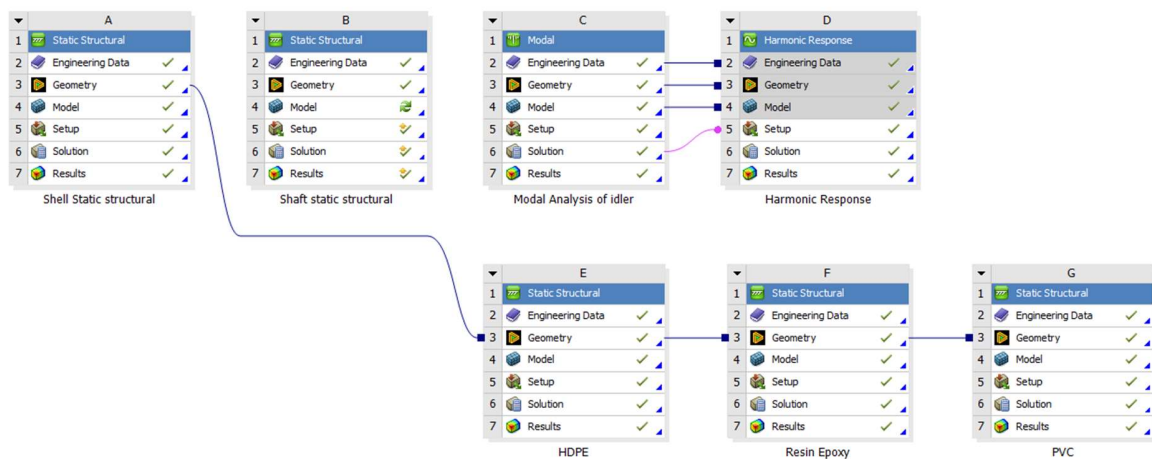 A
1 Static Structural
2 Engineering Data
3 Geometry
4 Model
5 Setup
6 Solution
7 Results
Shell Static structural
B
1 Static Structural
2 Engineering Data
3 Geometry
4 Model
5 Setup
6 Solution
7 Results
Shaft static structural
C
1 Modal
2 Engineering Data
3 Geometry
4 Model
5 Setup
6 Solution
7 Results
Modal Analysis of idler
D
1 Harmonic Response
2 Engineering Data
3 Geometry
4 Model
5 Setup
6 Solution
7 Results
Harmonic Response
E
1 Static Structural
2 Engineering Data
3 Geometry
4 Model
5 Setup
6 Solution
7 Results
HDPE
F
1 Static Structural
2 Engineering Data
3 Geometry
4 Model
5 Setup
6 Solution
7 Results
Resin Epoxy
G
1 Static Structural
2 Engineering Data
3 Geometry
4 Model
5 Setup
6 Solution
7 Results
PVC